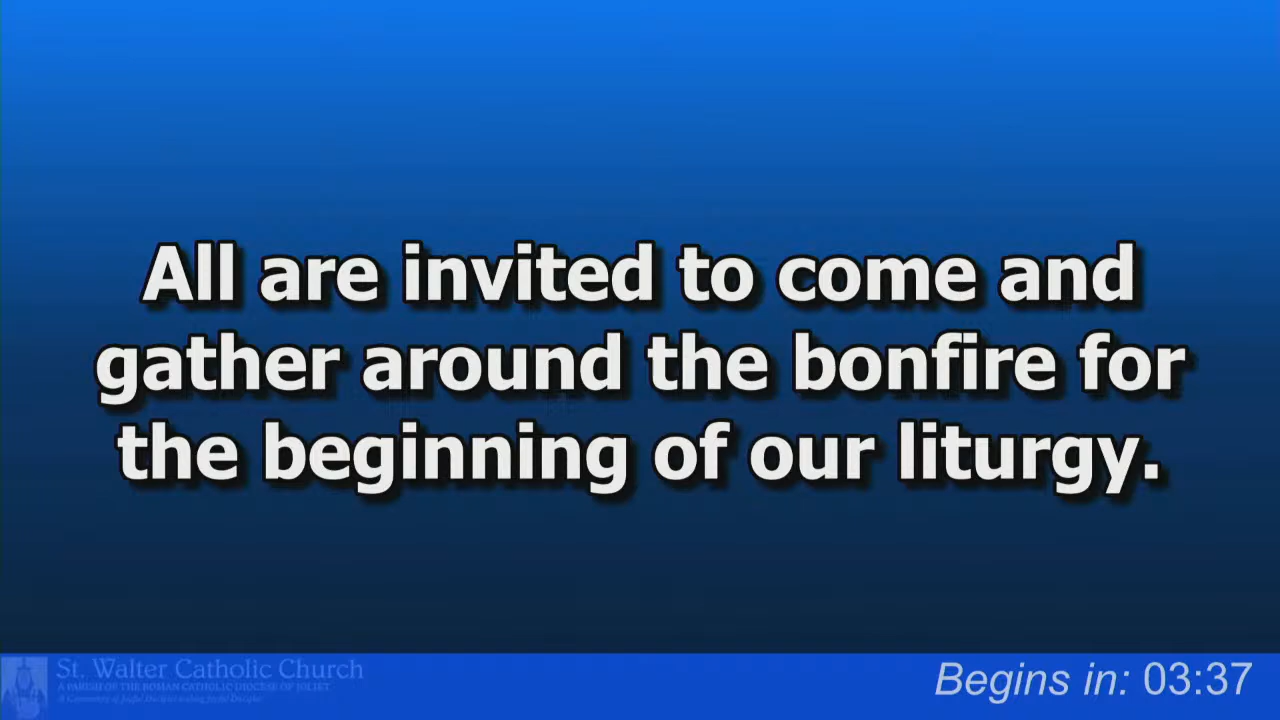 All are invited to come and
gather around the bonfire for
the beginning of our liturgy.
St. Walter Catholic Church
A PARISH OF THE ROMAN CATHOLIC DIOCESE OF JOLIET
Begins in: 03:37